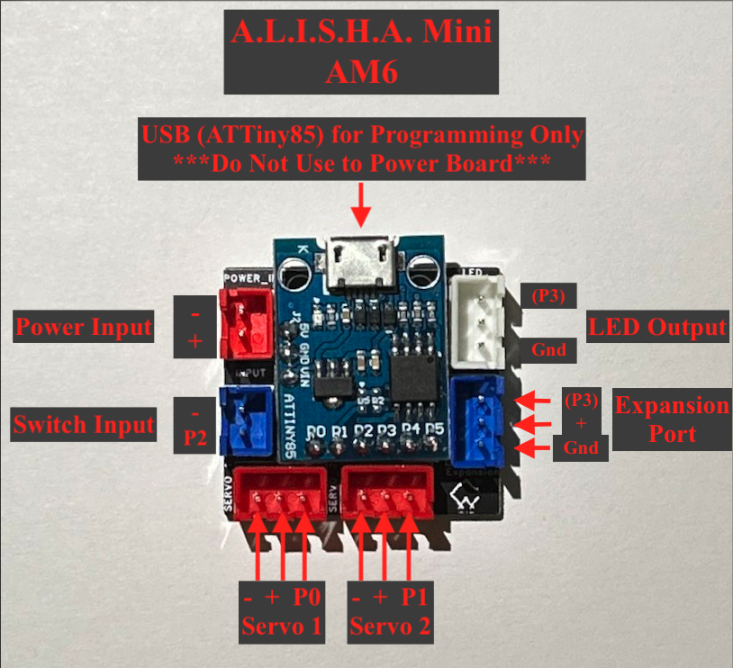 A.L.I.S.H.A. Mini
AM6
USB (ATTiny85) for Programming Only
***Do Not Use to Power Board***
K
POWER_I
LED
(P3)
Power Input
-
+
J2
5V GND VIN
LED Output
Gnd
INPUT
Switch Input
-
P2
ATTINY85
(P3)
+
Gnd
Expansion
Port
P0 P1 P2 P3 P4 P5
Expansion
SERVO
SERV
- + P0
Servo 1
- + P1
Servo 2